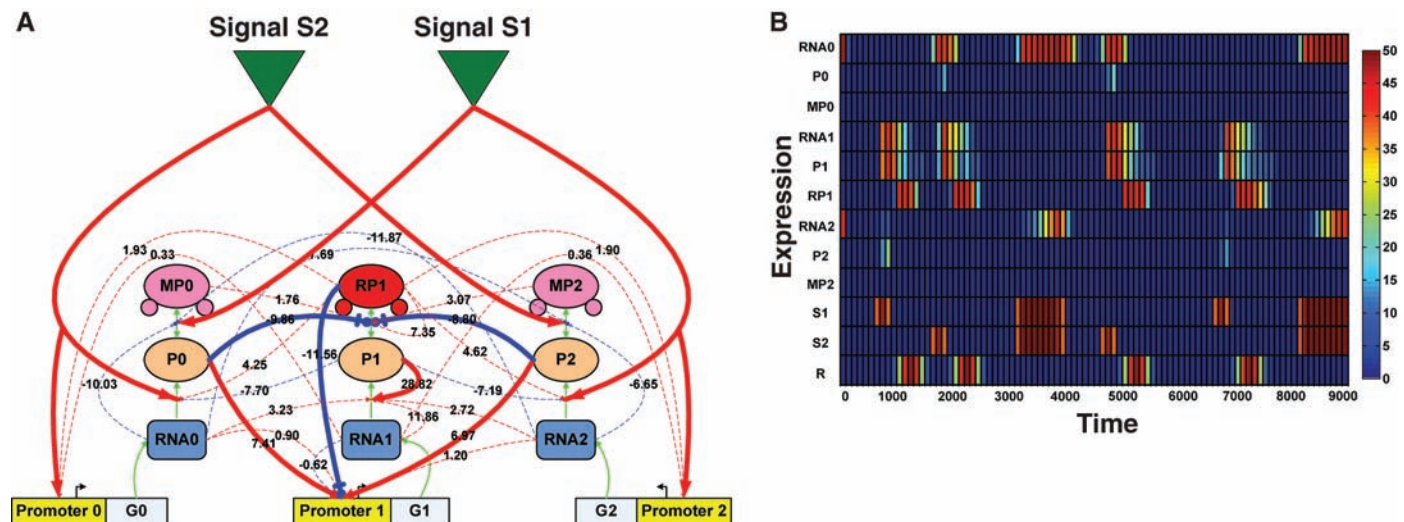 A
Signal S2
Signal S1
1.93
0.33
7.69
-11.87
0.36
1.90
MP0
RP1
MP2
1.76
3.07
-9.86
-8.80
7.35
P0
P1
P2
4.25
-11.56
4.62
-10.03
-7.70
28.82
-7.19
-6.65
3.23
11.86
2.72
RNA0
RNA1
RNA2
0.90
7.41
6.97
-0.62
1.20
Promoter 0
G0
Promoter 1
G1
G2
Promoter 2
B
Expression
RNA0
P0
MP0
RNA1
P1
RP1
RNA2
P2
MP2
S1
S2
R
0 1000 2000 3000 4000 5000 6000 7000 8000 9000
Time
50
45
40
35
30
25
20
15
10
5
0